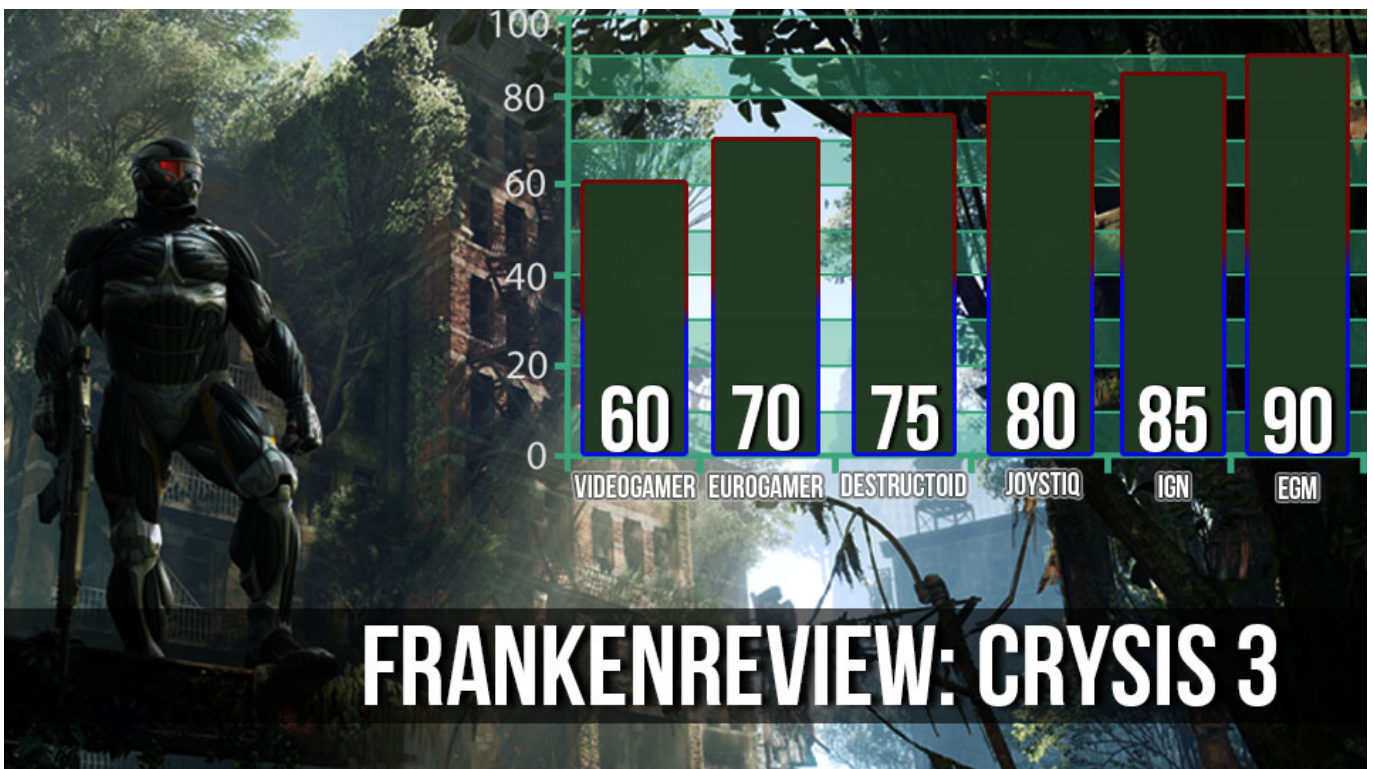 100
80
60
40
20
0
60 70 75 80 85 90
VIDEOGAMER EUROGAMER DESTRUCTOID JOYSTIQ IGN EGM
FRANKENREVIEW: CRYSIS 3